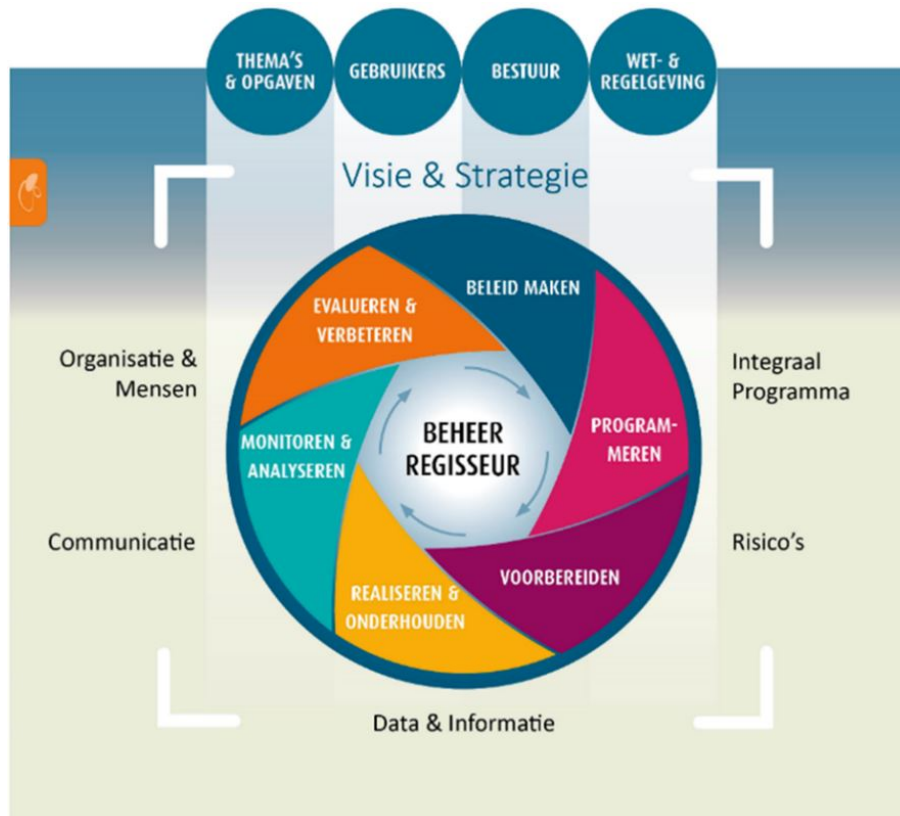 THEMA'S
& OPGAVEN
GEBRUIKERS
BESTUUR
WET- &
REGELGEVING
Visie & Strategie
BELEID MAKEN
EVALUEREN &
VERBETEREN
Organisatie &
Mensen
Integraal
Programma
PROGRAM-
MEREN
BEHEER
REGISSEUR
MONITOREN &
ANALYSEREN
Communicatie
Risico's
VOORBEREIDEN
REALISEREN &
ONDERHOUDEN
Data & Informatie